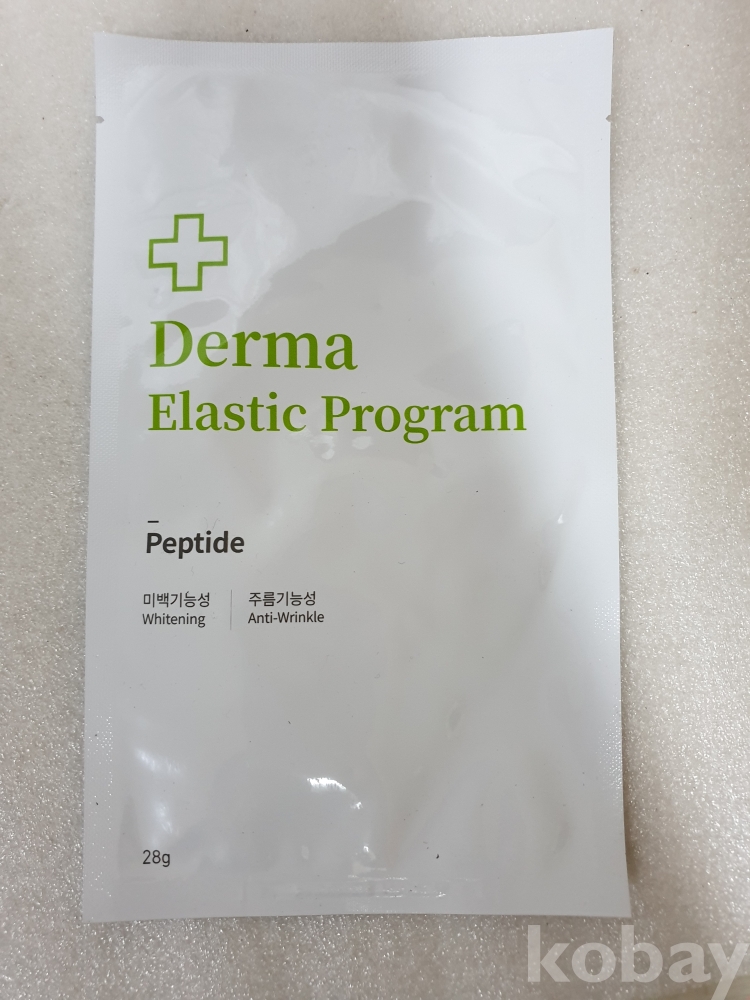 Derma
Elastic Program
Peptide
미백기능성 주름기능성
Whitening Anti-Wrinkle
28g
kobay